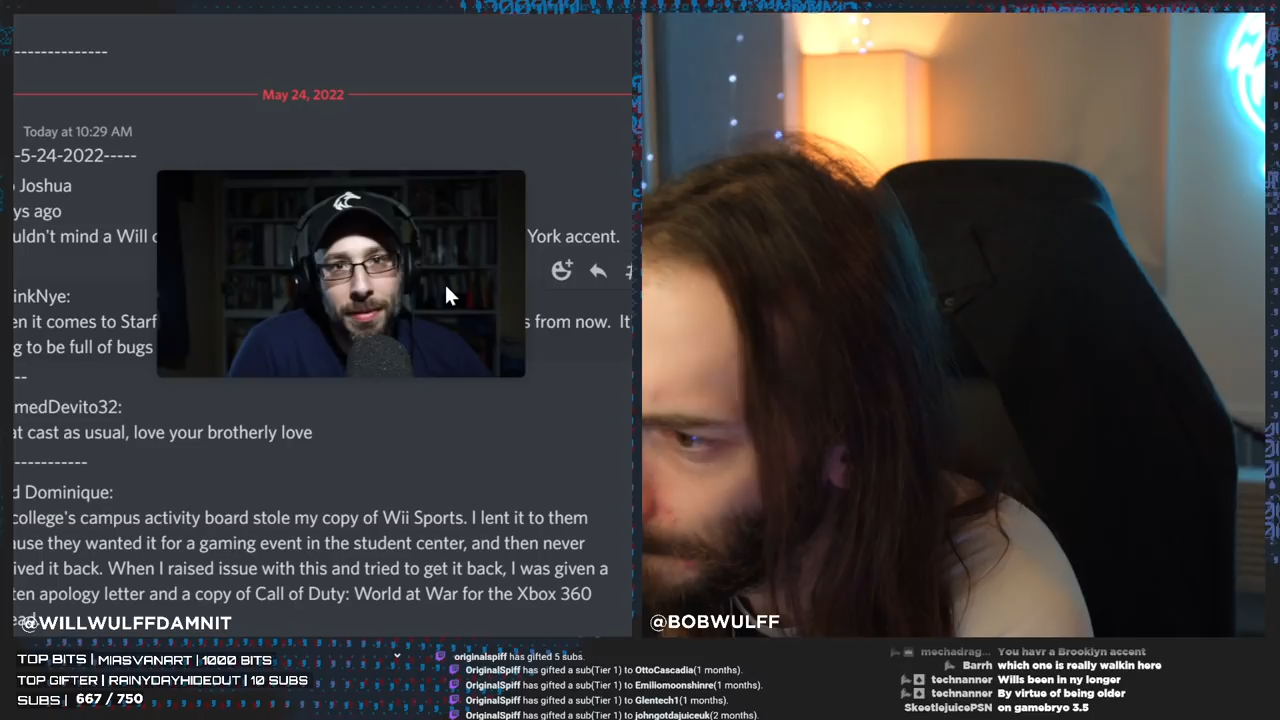 --------------
May 24, 2022
Today at 10:29 AM
-5-24-2022-----
Joshua
ys ago
uldn't mind a Will York accent.
inkNye:
en it comes to Starf s from now. It
g to be full of bugs
--
medDevito32:
at cast as usual, love your brotherly love
-----------
d Dominique:
college's campus activity board stole my copy of Wii Sports. I lent it to them
use they wanted it for a gaming event in the student center, and then never
ived it back. When I raised issue with this and tried to get it back, I was given a
ten apology letter and a copy of Call of Duty: World at War for the Xbox 360
@WILLWULFFDAMNIT
@BOBWULFF
TOP BITS | MIASVANART | 1000 BITS
TOP GIFTER | RAINYDAYHIDEOUT | 10 SUBS
SUBS | 667 / 750
originalspiff has gifted 5 subs.
OriginalSpiff has gifted a sub(Tier 1) to OttoCascadia(1 months).
OriginalSpiff has gifted a sub(Tier 1) to Emiliomoonshinre(1 months).
OriginalSpiff has gifted a sub(Tier 1) to Glentech1(1 months).
OriginalSpiff has gifted a sub(Tier 1) to johngotdajuiceuk(2 months).
mechadrag... You havr a Brooklyn accent
Barrh which one is really walkin here
technanner Wills been in ny longer
technanner By virtue of being older
SkeetlejuicePSN on gamebryo 3.5